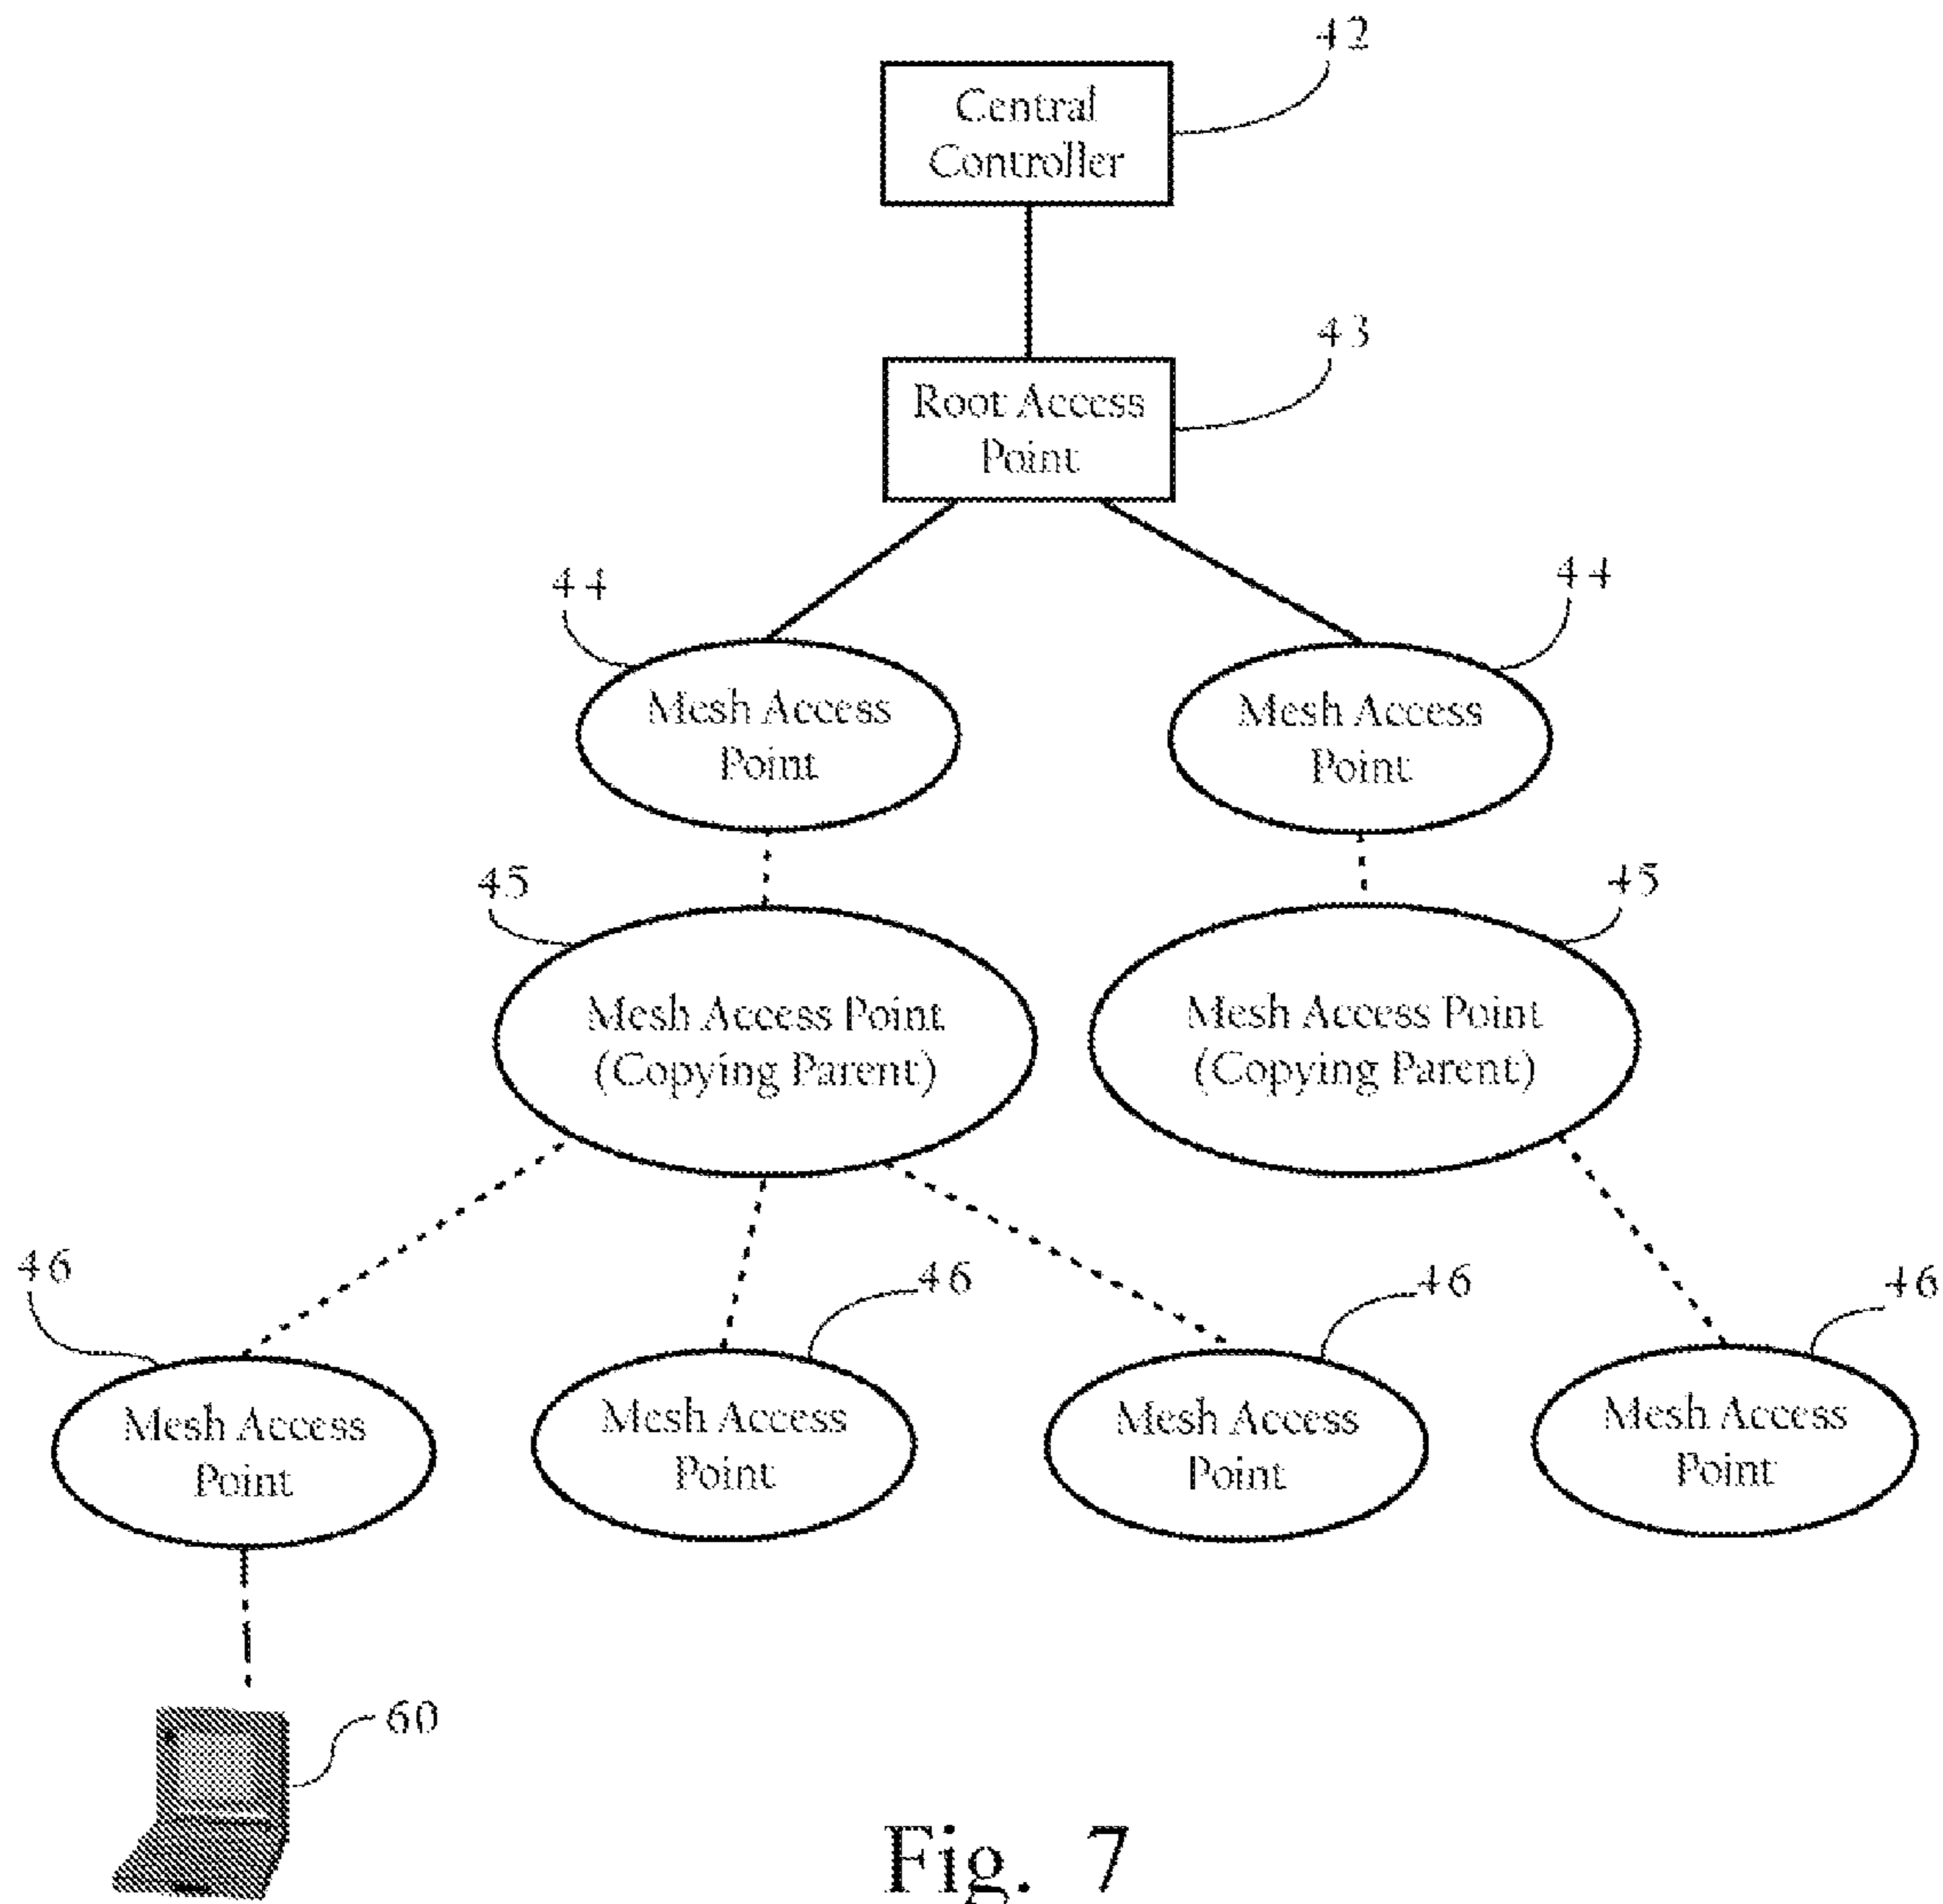 42
Central
Controller
43
Root Access
Point
44
44
Mesh Access
Point
Mesh Access
Point
45
45
Mesh Access Point
(Copying Parent)
Mesh Access Point
(Copying Parent)
46
46
46
46
Mesh Access
Point
Mesh Access
Point
Mesh Access
Point
Mesh Access
Point
60
Fig. 7